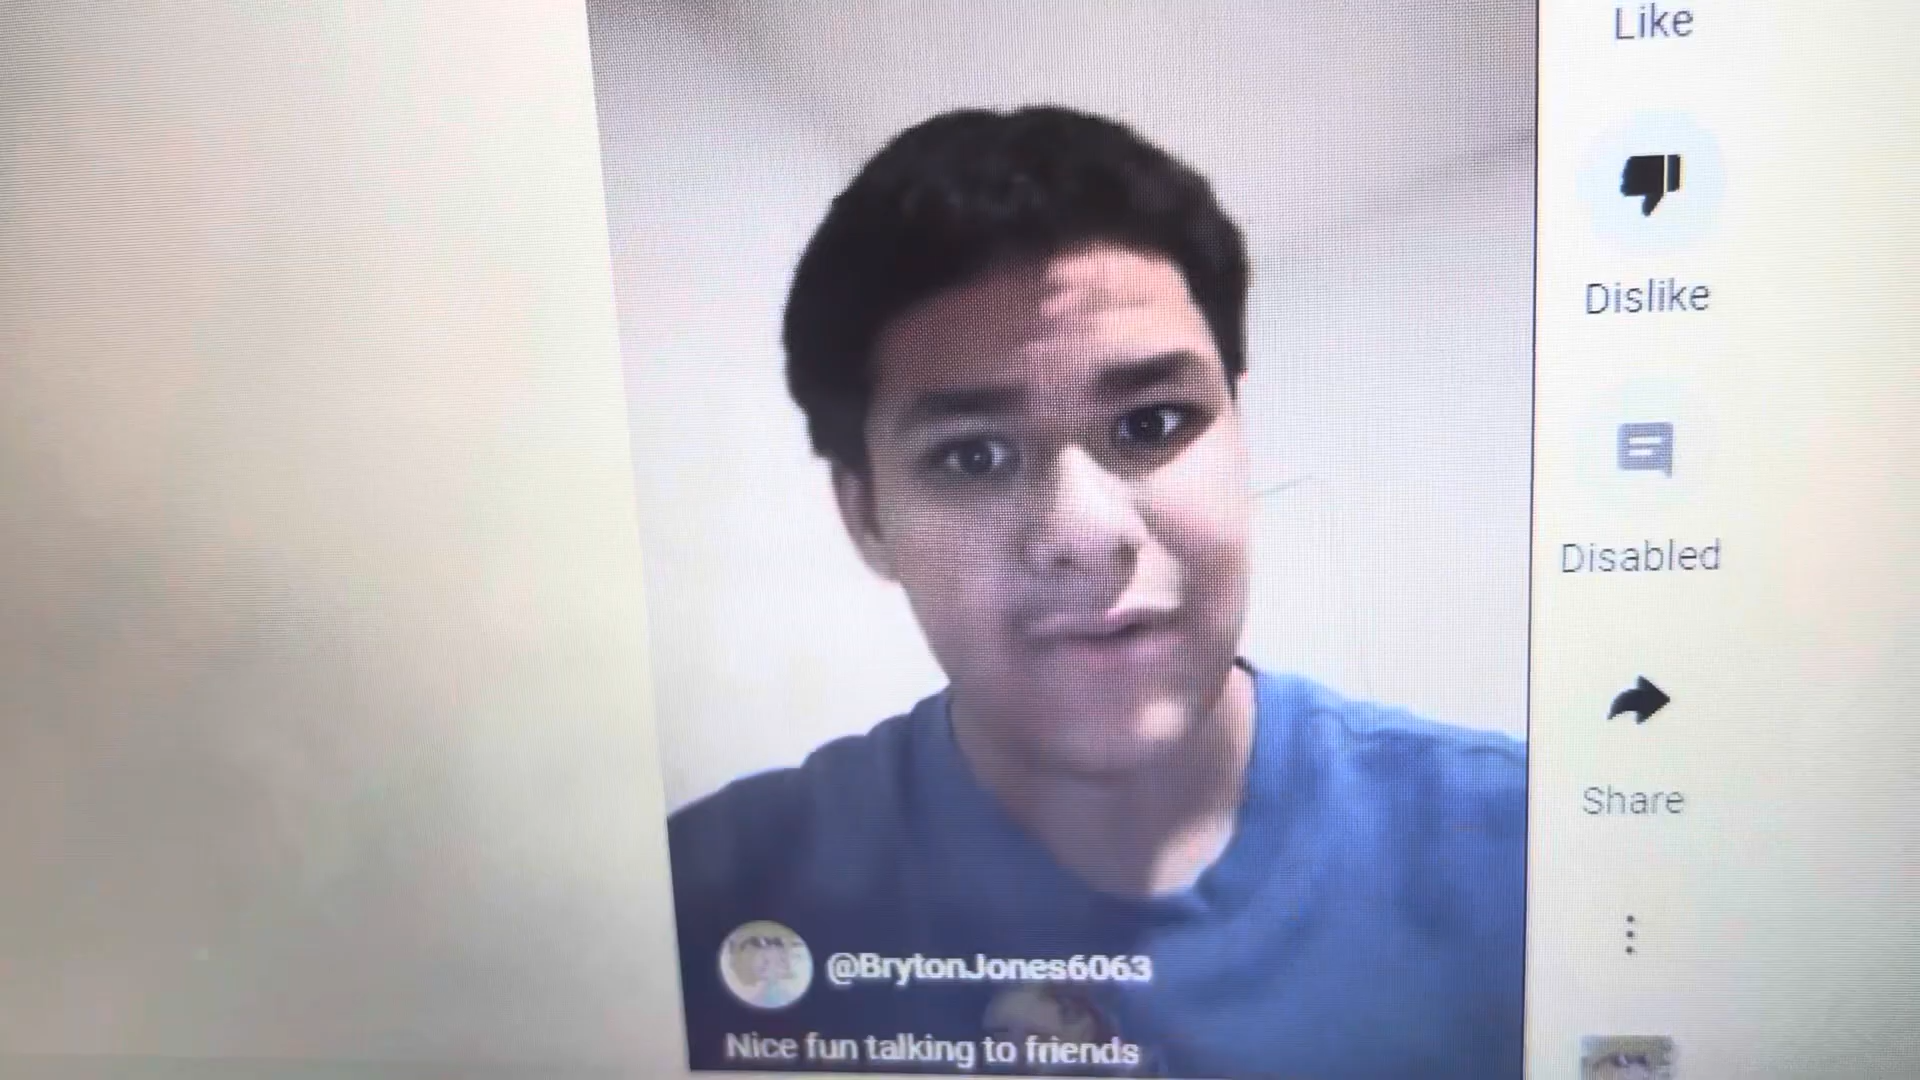 Like
Dislike
Disabled
Share
@BrytonJones6063
Nice fun talking to friends